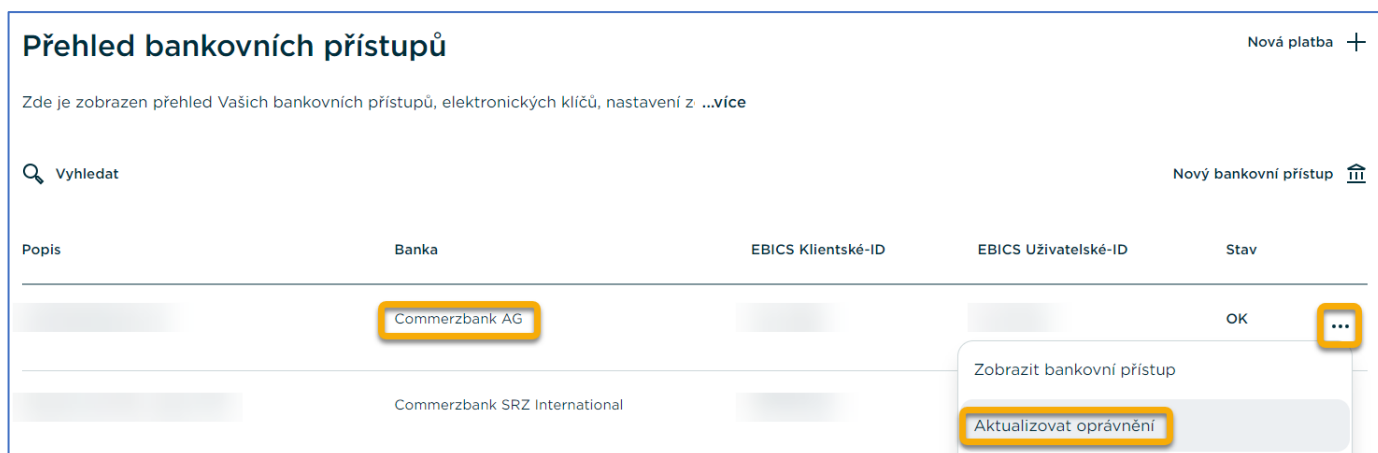 Přehled bankovních přístupů
Nová platba
Zde je zobrazen přehled Vašich bankovních přístupů, elektronických klíčů, nastavení z ...více
Vyhledat
Nový bankovní přístup
Popis Banka EBICS Klientské-ID EBICS Uživatelské-ID Stav
Commerzbank AG OK ...
Zobrazit bankovní přístup
Commerzbank SRZ International
Aktualizovat oprávnění